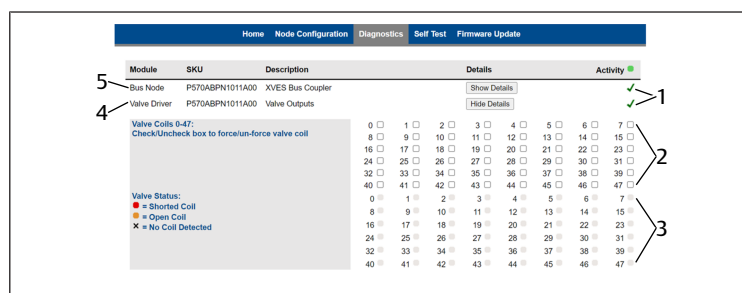 Home Node Configuration Diagnostics Self Test Firmware Update
Module SKU Description Details Activity
5 Bus Node P570ABPN1011A00 XVES Bus Coupler Show Details 1
4 Valve Driver P570ABPN1011A00 Valve Outputs Hide Details
Valve Coils 0-47:
Check/Uncheck box to force/un-force valve coil
0 1 2 3 4 5 6 7
8 9 10 11 12 13 14 15
16 17 18 19 20 21 22 23
2
24 25 26 27 28 29 30 31
32 33 34 35 36 37 38 39
40 41 42 43 44 45 46 47
Valve Status:
= Shorted Coil
= Open Coil
X = No Coil Detected
0 1 2 3 4 5 6 7
8 9 10 11 12 13 14 15
16 17 18 19 20 21 22 23
3
24 25 26 27 28 29 30 31
32 33 34 35 36 37 38 39
40 41 42 43 44 45 46 47